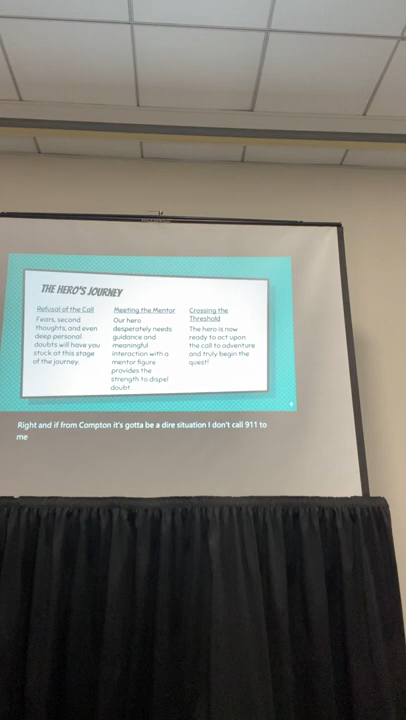 THE HERO'S JOURNEY
Refusal of the Call
Fears, second
thoughts, and even
deep personal
doubts will have you
stuck at this stage
of the journey.
Meeting the Mentor
Our hero
desperately needs
guidance and
meaningful
interaction with a
mentor figure
provides the
strength to dispel
doubt.
Crossing the
Threshold
The hero is now
ready to act upon
the call to adventure
and truly begin the
quest!
Right and if from Compton it's gotta be a dire situation I don't call 911 to
me